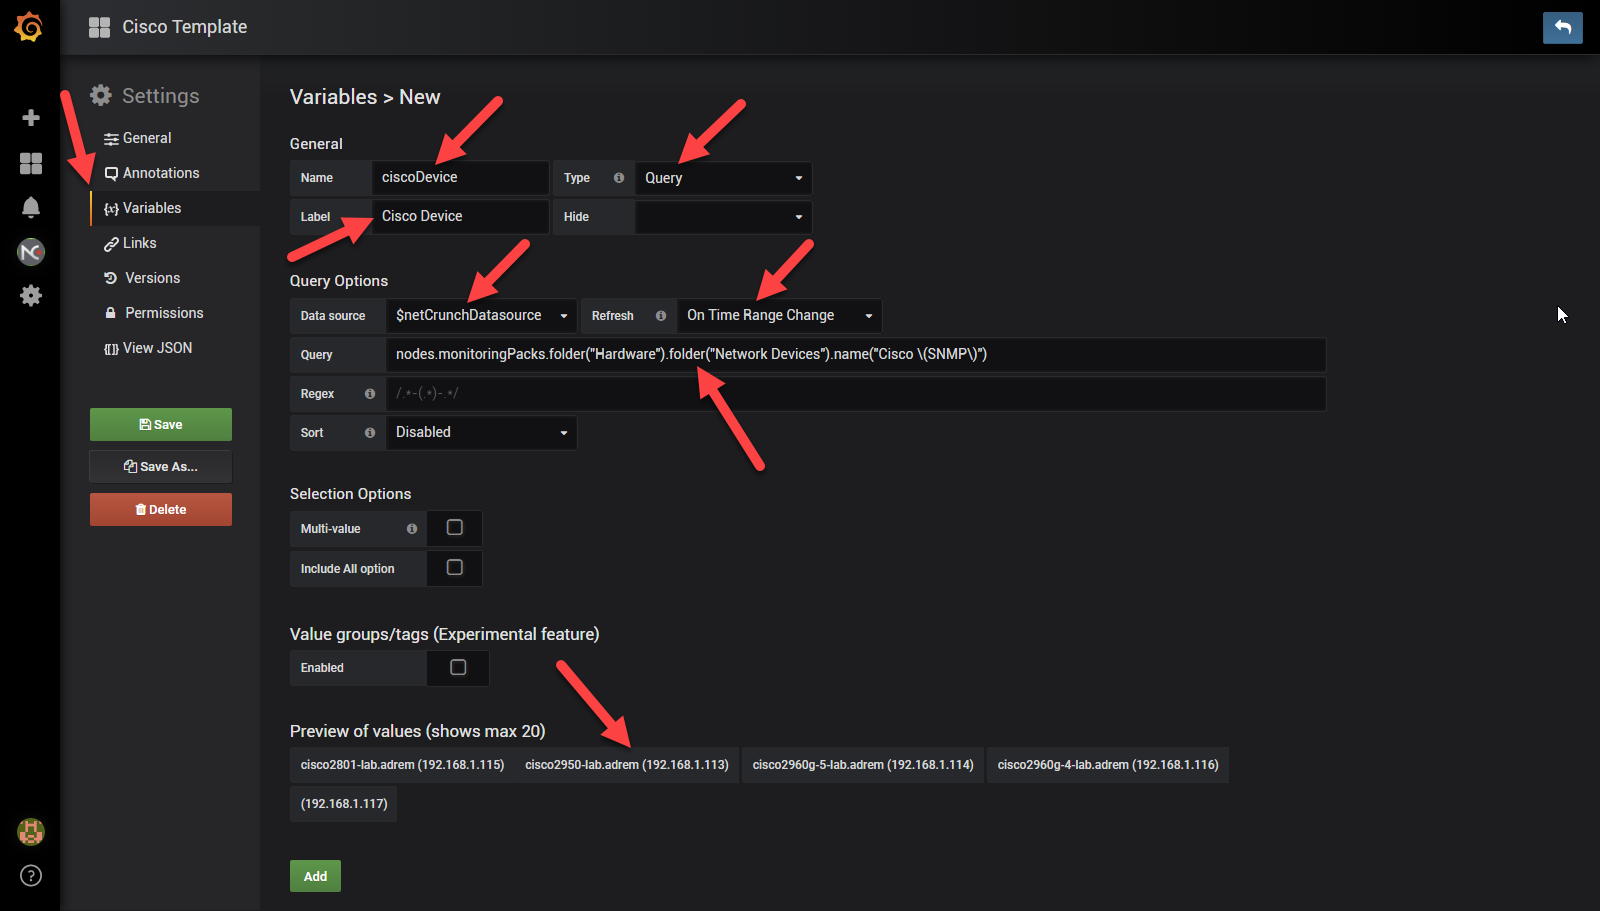 Cisco Template
Settings
General
Annotations
{x} Variables
Links
Versions
Permissions
{[]} View JSON
Save
Save As...
Delete
Variables > New
General
Name ciscoDevice Type Query
Label Cisco Device Hide
Query Options
Data source $netCrunchDatasource Refresh On Time Range Change
Query nodes.monitoringPacks.folder("Hardware").folder("Network Devices").name("Cisco \(SNMP\)")
Regex /.*-(.*)-.*/
Sort Disabled
Selection Options
Multi-value
Include All option
Value groups/tags (Experimental feature)
Enabled
Preview of values (shows max 20)
cisco2801-lab.adrem (192.168.1.115) cisco2950-lab.adrem (192.168.1.113) cisco2960g-5-lab.adrem (192.168.1.114) cisco2960g-4-lab.adrem (192.168.1.116)
(192.168.1.117)
Add
NC